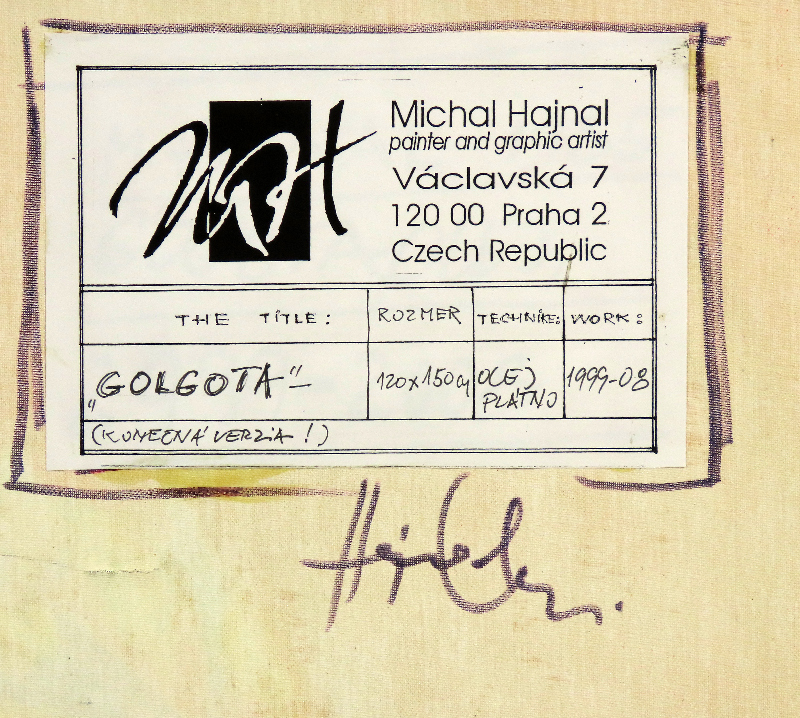 MH
Michal Hajnal
painter and graphic artist
Václavská 7
120 00 Praha 2
Czech Republic
THE TITLE: ROZMER TECHNIKE: WORK:
„GOLGOTA" 120x150cm OLEJ PLÁTNO 1999-08
(KONEČNÁ VERZIA!)